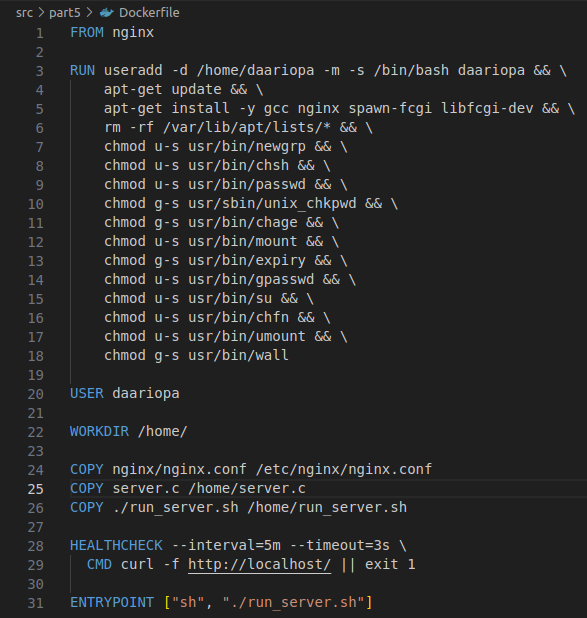 src > part5 > Dockerfile
1 FROM nginx
2
3 RUN useradd -d /home/daariopa -m -s /bin/bash daariopa && \
4 apt-get update && \
5 apt-get install -y gcc nginx spawn-fcgi libfcgi-dev && \
6 rm -rf /var/lib/apt/lists/* && \
7 chmod u-s usr/bin/newgrp && \
8 chmod u-s usr/bin/chsh && \
9 chmod u-s usr/bin/passwd && \
10 chmod g-s usr/sbin/unix_chkpwd && \
11 chmod g-s usr/bin/chage && \
12 chmod u-s usr/bin/mount && \
13 chmod g-s usr/bin/expiry && \
14 chmod u-s usr/bin/gpasswd && \
15 chmod u-s usr/bin/su && \
16 chmod u-s usr/bin/chfn && \
17 chmod u-s usr/bin/umount && \
18 chmod g-s usr/bin/wall
19
20 USER daariopa
21
22 WORKDIR /home/
23
24 COPY nginx/nginx.conf /etc/nginx/nginx.conf
25 COPY server.c /home/server.c
26 COPY ./run_server.sh /home/run_server.sh
27
28 HEALTHCHECK --interval=5m --timeout=3s \
29 CMD curl -f http://localhost/ || exit 1
30
31 ENTRYPOINT ["sh", "./run_server.sh"]